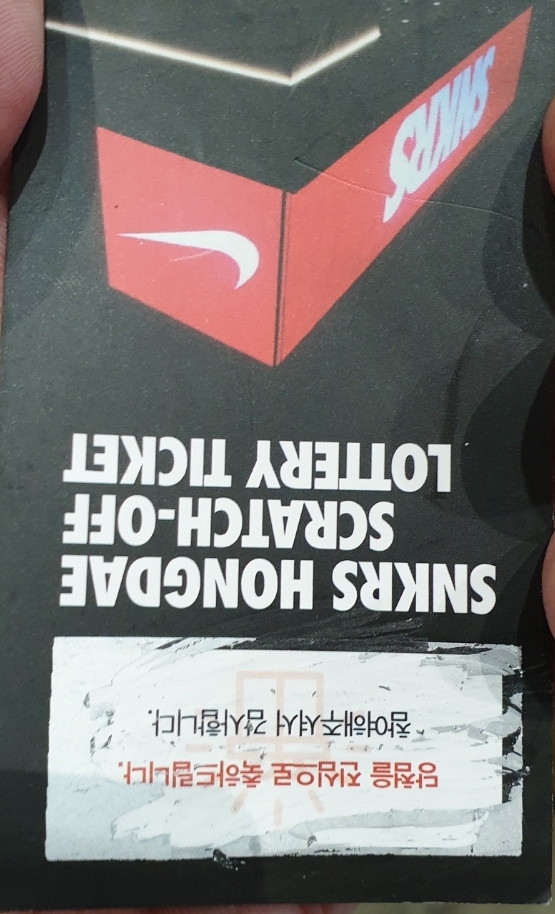 당첨을 진심으로 축하드립니다.
참여해주셔서 감사합니다.
SNKRS HONGDAE
SCRATCH-OFF
LOTTERY TICKET
SNKRS